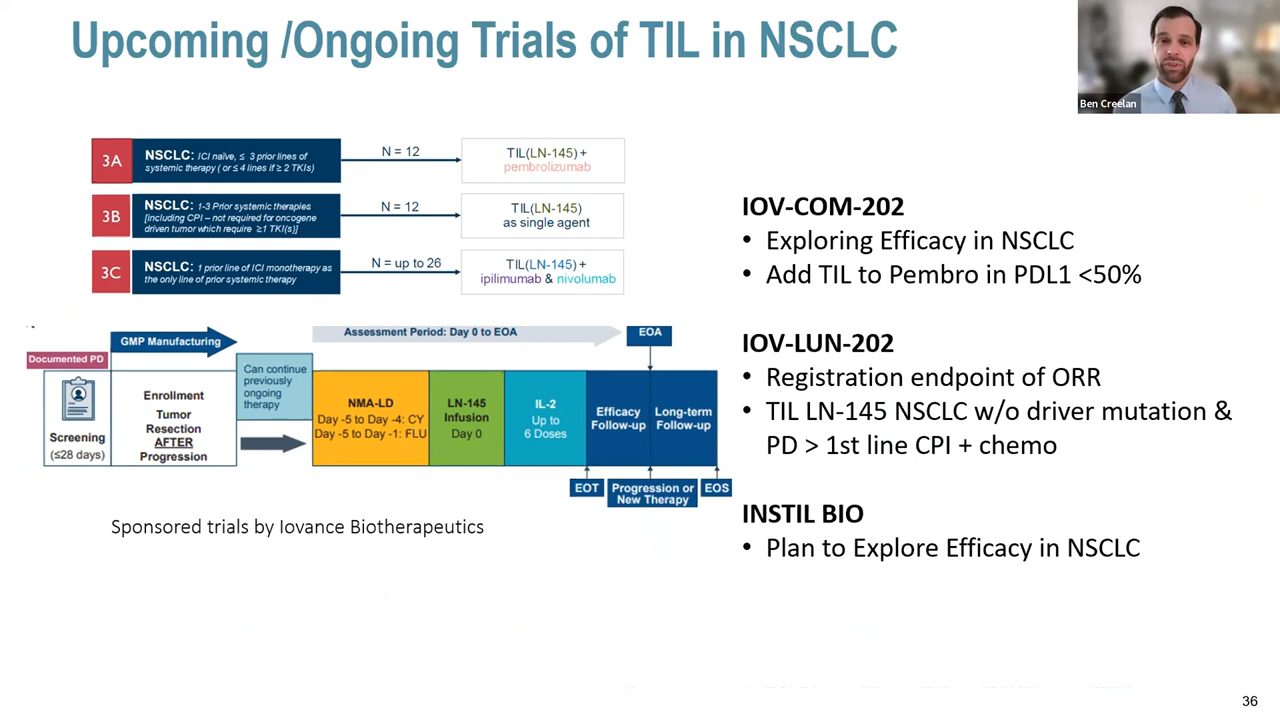 Upcoming /Ongoing Trials of TIL in NSCLC
Ben Creelan
3A
NSCLC: ICI naïve, ≤ 3 prior lines of
systemic therapy ( or ≤ 4 lines if ≥ 2 TKIs)
N = 12
TIL(LN-145) +
pembrolizumab
3B
NSCLC: 1-3 Prior systemic therapies
[including CPI – not required for oncogene
driven tumor which require ≥1 TKI(s)]
N = 12
TIL(LN-145)
as single agent
3C
NSCLC: 1 prior line of ICI monotherapy as
the only line of prior systemic therapy
N = up to 26
TIL(LN-145) +
ipilimumab & nivolumab
GMP Manufacturing
Assessment Period: Day 0 to EOA
EOA
Documented PD
Screening
(≤28 days)
Enrollment
Tumor
Resection
AFTER
Progression
Can continue
previously
ongoing
therapy
NMA-LD
Day -5 to Day -4: CY
Day -5 to Day -1: FLU
LN-145
Infusion
Day 0
IL-2
Up to
6 Doses
Efficacy
Follow-up
Long-term
Follow-up
EOT
Progression or
New Therapy
EOS
Sponsored trials by Iovance Biotherapeutics
IOV-COM-202
• Exploring Efficacy in NSCLC
• Add TIL to Pembro in PDL1 <50%
IOV-LUN-202
• Registration endpoint of ORR
• TIL LN-145 NSCLC w/o driver mutation &
PD > 1st line CPI + chemo
INSTIL BIO
• Plan to Explore Efficacy in NSCLC
36